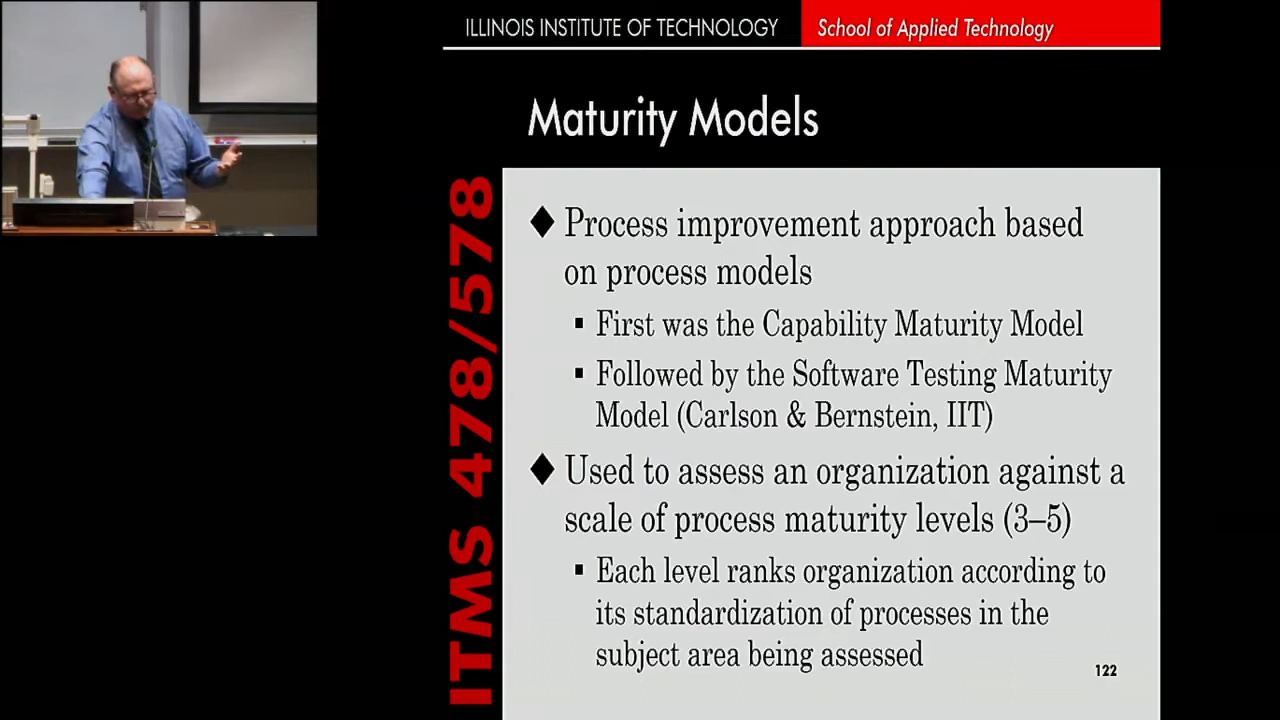 ILLINOIS INSTITUTE OF TECHNOLOGY
School of Applied Technology
Maturity Models
ITMS 478/578
♦ Process improvement approach based
on process models
▪ First was the Capability Maturity Model
▪ Followed by the Software Testing Maturity
Model (Carlson & Bernstein, IIT)
♦ Used to assess an organization against a
scale of process maturity levels (3–5)
▪ Each level ranks organization according to
its standardization of processes in the
subject area being assessed
122